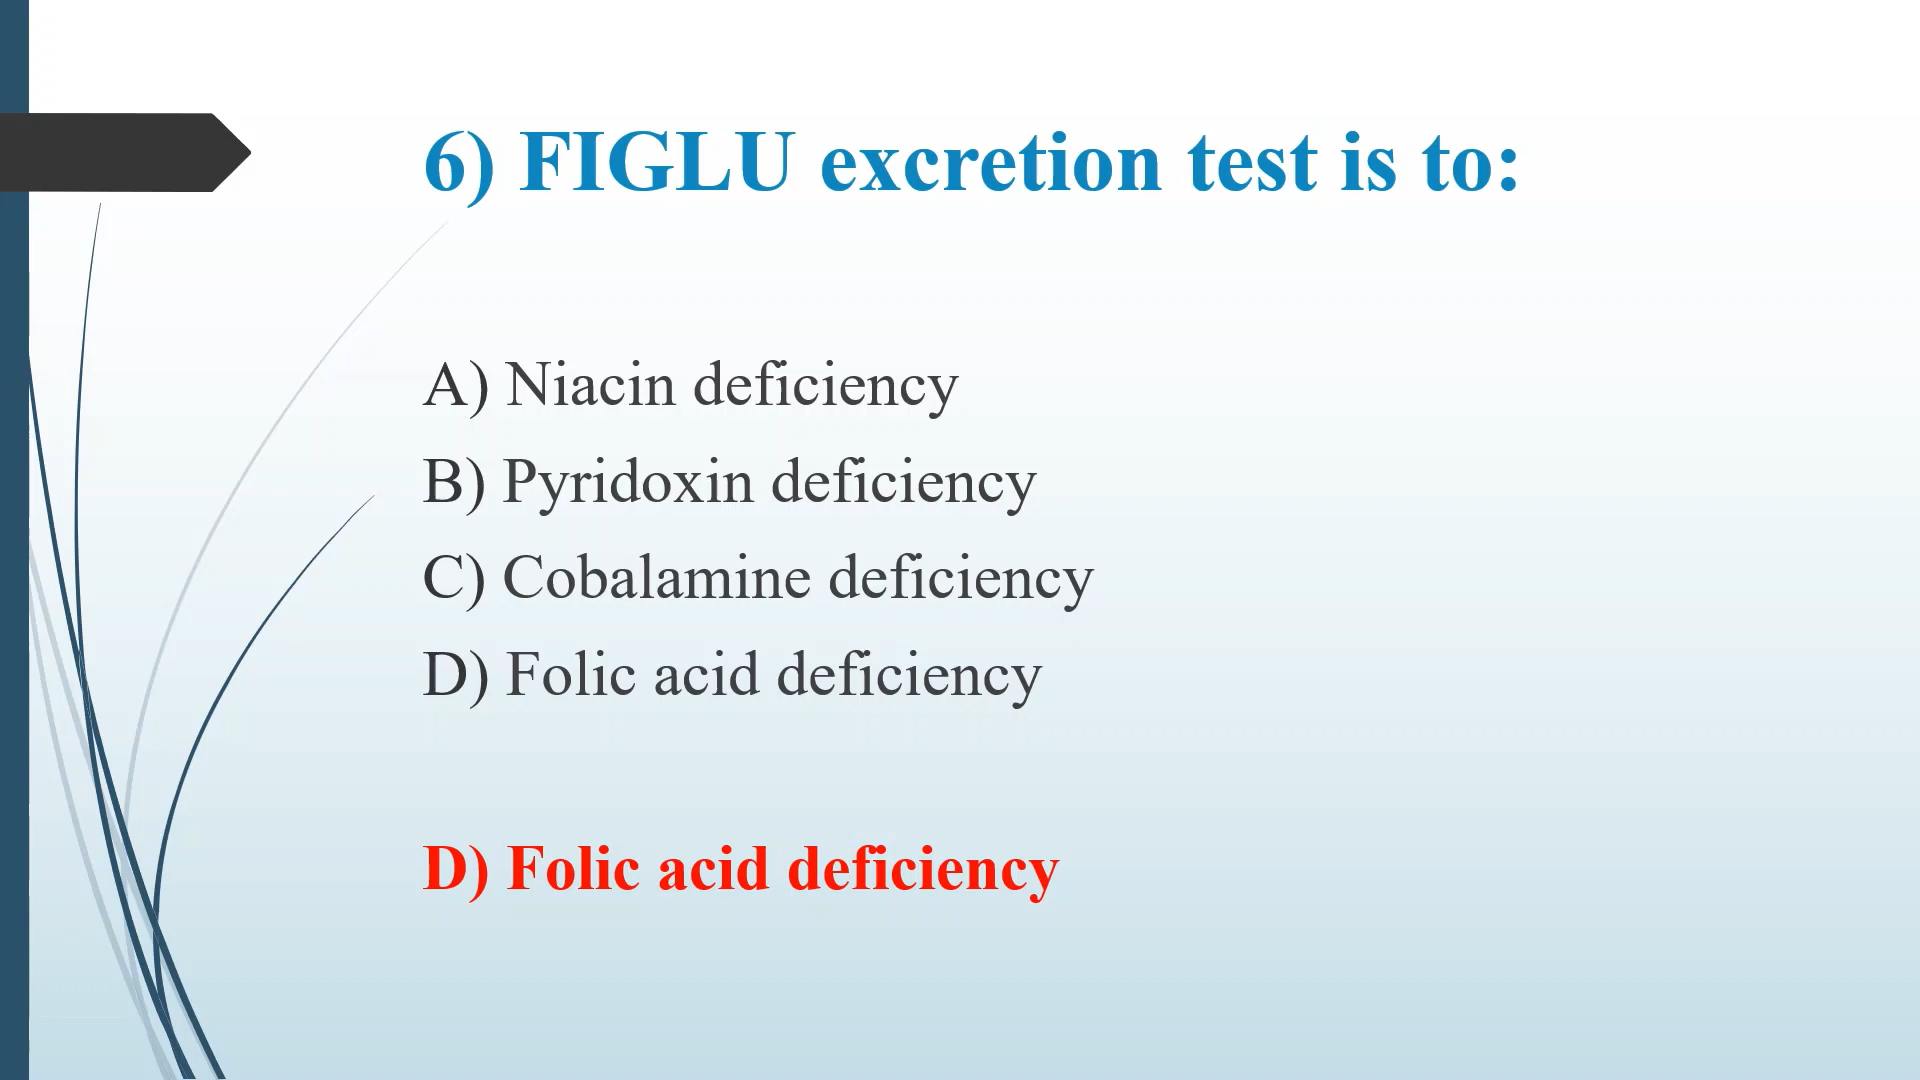 6) FIGLU excretion test is to:
A) Niacin deficiency
B) Pyridoxin deficiency
C) Cobalamine deficiency
D) Folic acid deficiency
D) Folic acid deficiency